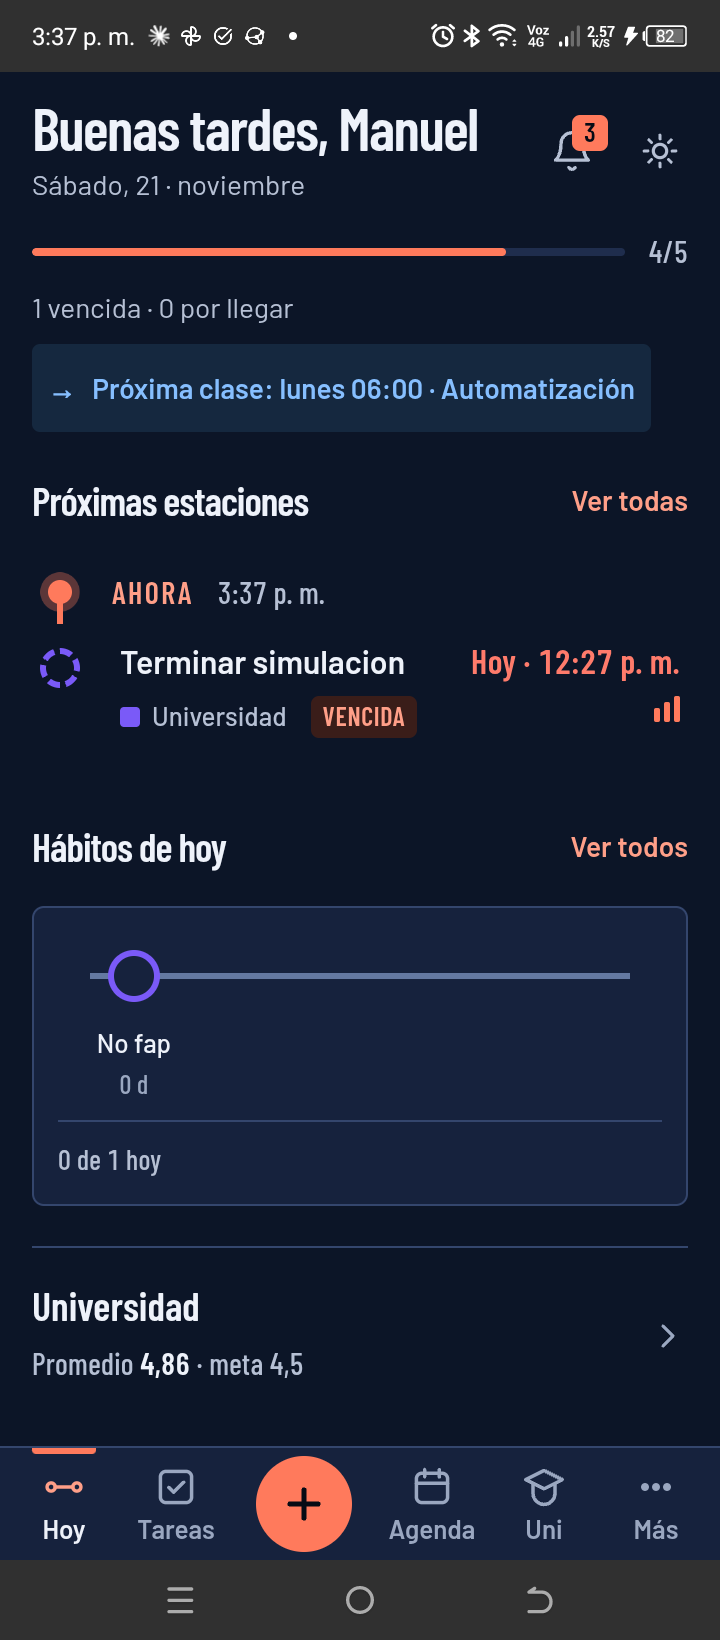 3:37 p. m.
Voz 4G
2.57 K/S
82
Buenas tardes, Manuel
3
Sábado, 21 · noviembre
4/5
1 vencida · 0 por llegar
→ Próxima clase: lunes 06:00 · Automatización
Próximas estaciones
Ver todas
AHORA 3:37 p. m.
Terminar simulacion
Hoy · 12:27 p. m.
Universidad
VENCIDA
Hábitos de hoy
Ver todos
No fap
0 d
0 de 1 hoy
Universidad
Promedio 4,86 · meta 4,5
Hoy
Tareas
Agenda
Uni
Más